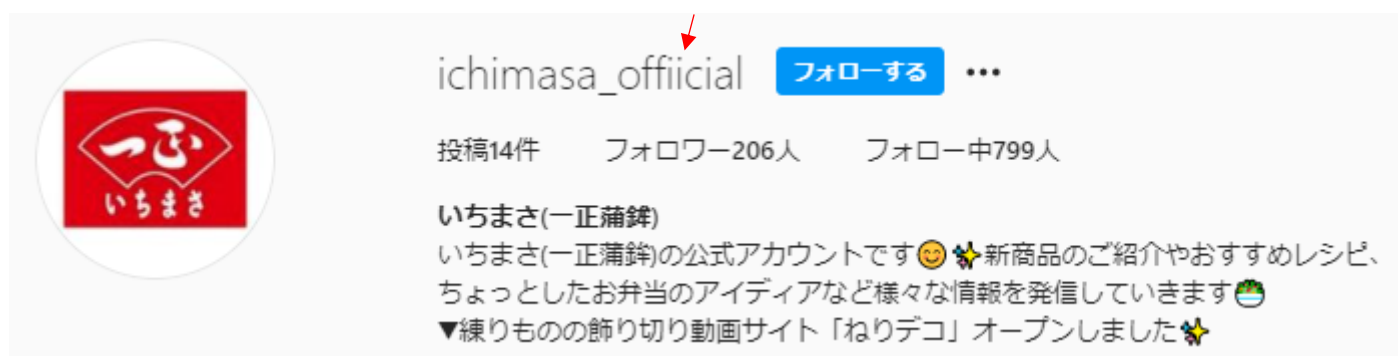 ichimasa_offiicial フォローする •••
投稿14件 フォロワー206人 フォロー中799人
一正
いちまさ
いちまさ(一正蒲鉾)
いちまさ(一正蒲鉾)の公式アカウントです😊✨新商品のご紹介やおすすめレシピ、
ちょっとしたお弁当のアイディアなど様々な情報を発信していきます🥗
▼練りものの飾り切り動画サイト「ねりデコ」オープンしました✨